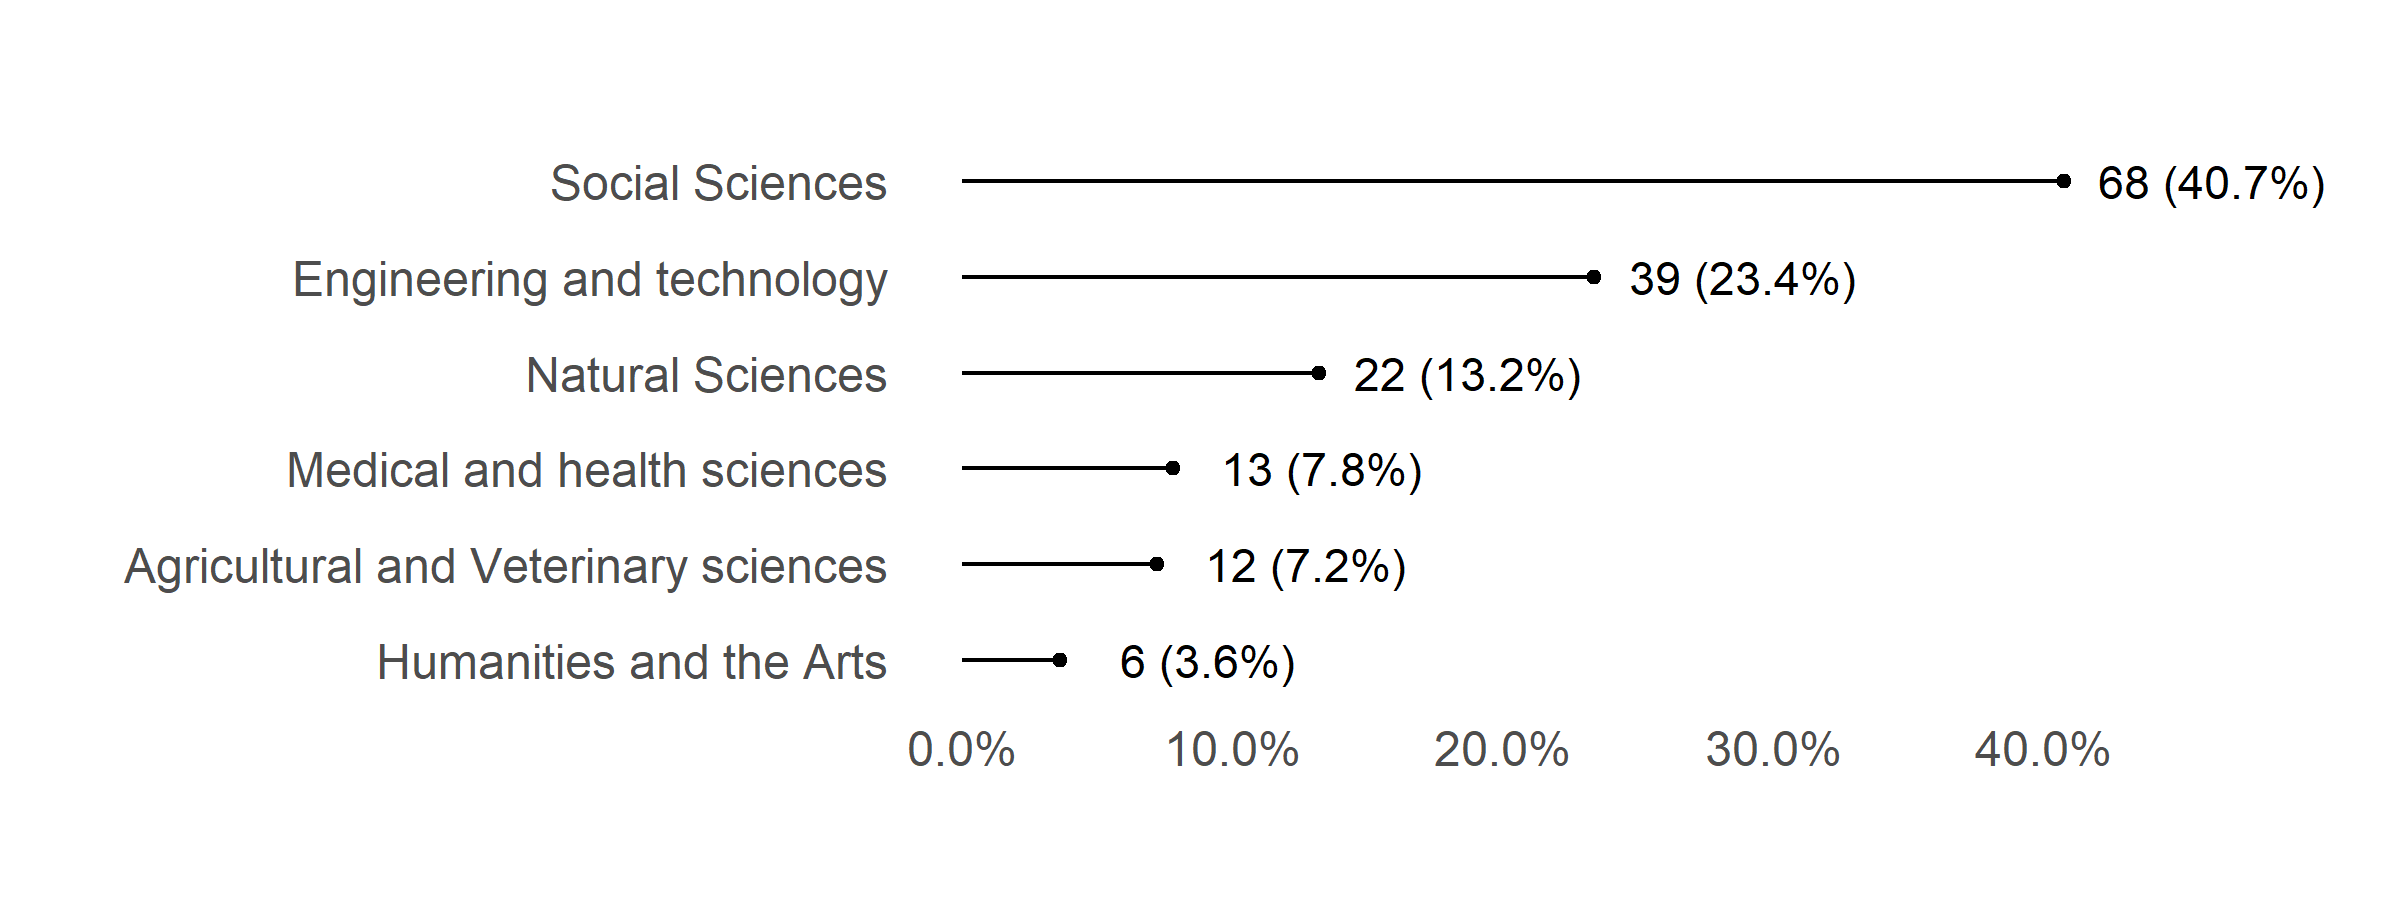 Social Sciences 68 (40.7%)
Engineering and technology 39 (23.4%)
Natural Sciences 22 (13.2%)
Medical and health sciences 13 (7.8%)
Agricultural and Veterinary sciences 12 (7.2%)
Humanities and the Arts 6 (3.6%)
0.0% 10.0% 20.0% 30.0% 40.0%